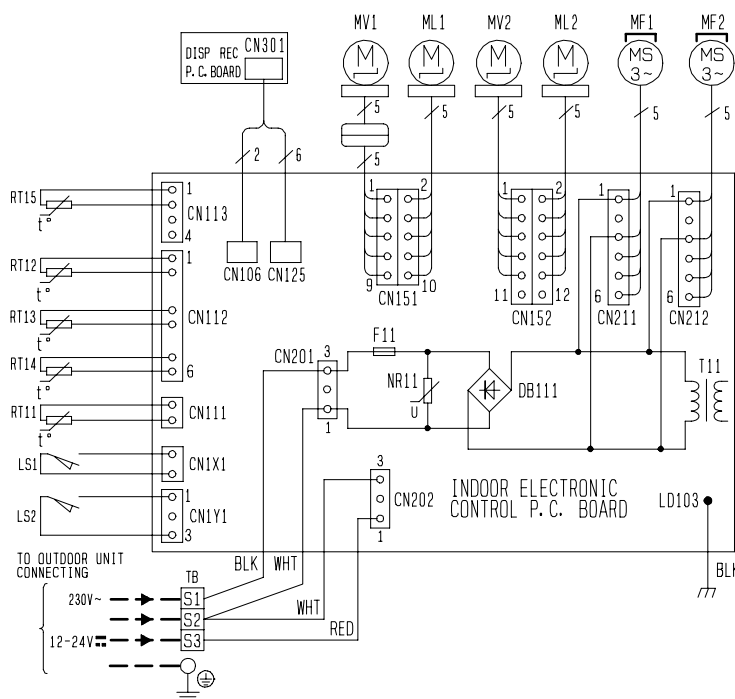 MV1 ML1 MV2 ML2 MF1 MF2
DISP REC CN301
P.C.BOARD
M M M M MS 3~ MS 3~
5 5 5 5 5 5
2 6 5
RT15 t°
1 CN113 4
1 2 1 2 1 1
CN106 CN125
9 10 CN151
11 12 CN152
6 CN211
6 CN212
RT12 t°
RT13 t°
RT14 t°
1 CN112 6
RT11 t°
CN111
LS1
CN1X1
LS2
1 CN1Y1 3
CN201 3 1
F11
NR11 U
DB111
T11
3 CN202 1
INDOOR ELECTRONIC
CONTROL P.C. BOARD
LD103
BLK
BLK WHT
WHT
RED
TO OUTDOOR UNIT
CONNECTING
TB
230V~ S1
S2
12-24V S3